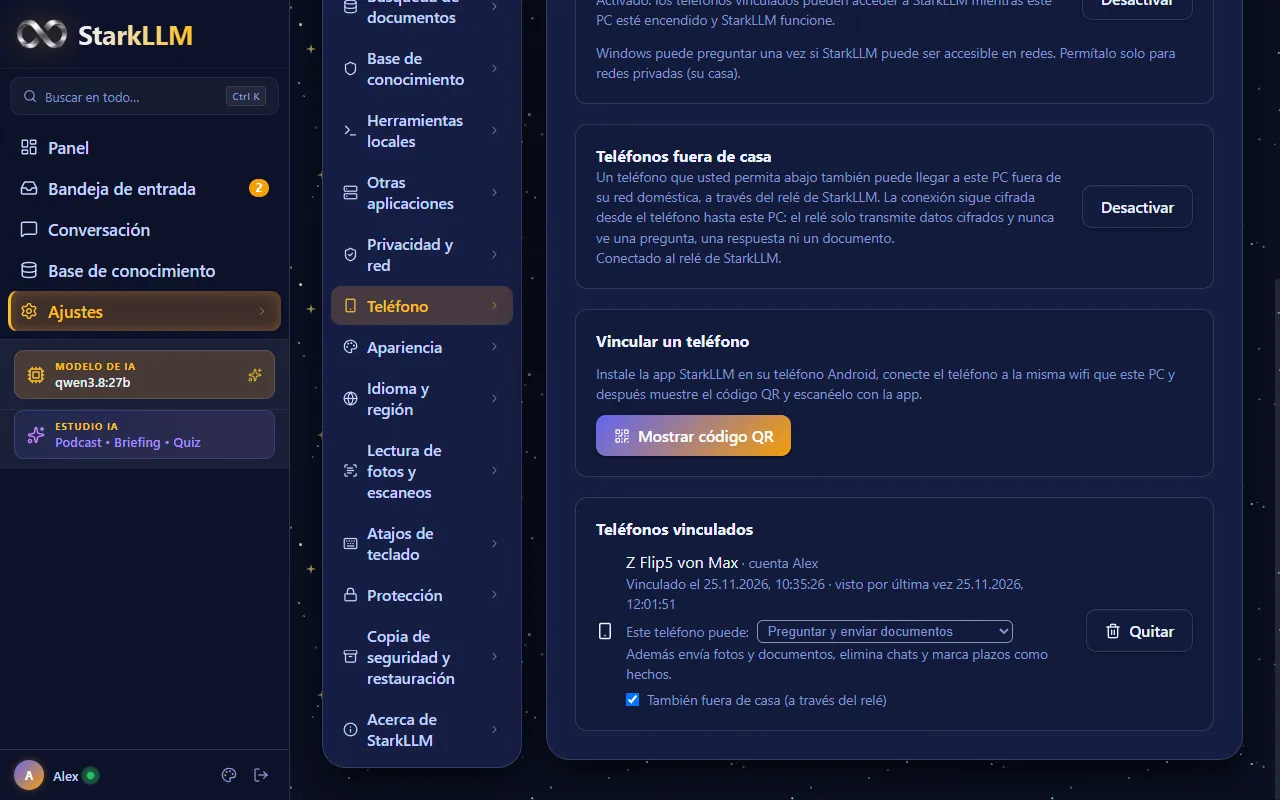 StarkLLM
Buscar en todo...
Ctrl K
Panel
Bandeja de entrada
2
Conversación
Base de conocimiento
Ajustes
MODELO DE IA
qwen3.8:27b
ESTUDIO IA
Podcast • Briefing • Quiz
A
Alex
Búsqueda de
documentos
Base de
conocimiento
Herramientas
locales
Otras
aplicaciones
Privacidad y
red
Teléfono
Apariencia
Idioma y
región
Lectura de
fotos y
escaneos
Atajos de
teclado
Protección
Copia de
seguridad y
restauración
Acerca de
StarkLLM
Activado: los teléfonos vinculados pueden acceder a StarkLLM mientras este
PC esté encendido y StarkLLM funcione.
Desactivar
Windows puede preguntar una vez si StarkLLM puede ser accesible en redes. Permítalo solo para
redes privadas (su casa).
Teléfonos fuera de casa
Un teléfono que usted permita abajo también puede llegar a este PC fuera de
su red doméstica, a través del relé de StarkLLM. La conexión sigue cifrada
desde el teléfono hasta este PC: el relé solo transmite datos cifrados y nunca
ve una pregunta, una respuesta ni un documento.
Conectado al relé de StarkLLM.
Desactivar
Vincular un teléfono
Instale la app StarkLLM en su teléfono Android, conecte el teléfono a la misma wifi que este PC y
después muestre el código QR y escanéelo con la app.
Mostrar código QR
Teléfonos vinculados
Z Flip5 von Max · cuenta Alex
Vinculado el 25.11.2026, 10:35:26 · visto por última vez 25.11.2026,
12:01:51
Este teléfono puede: Preguntar y enviar documentos
Además envía fotos y documentos, elimina chats y marca plazos como
hechos.
También fuera de casa (a través del relé)
Quitar